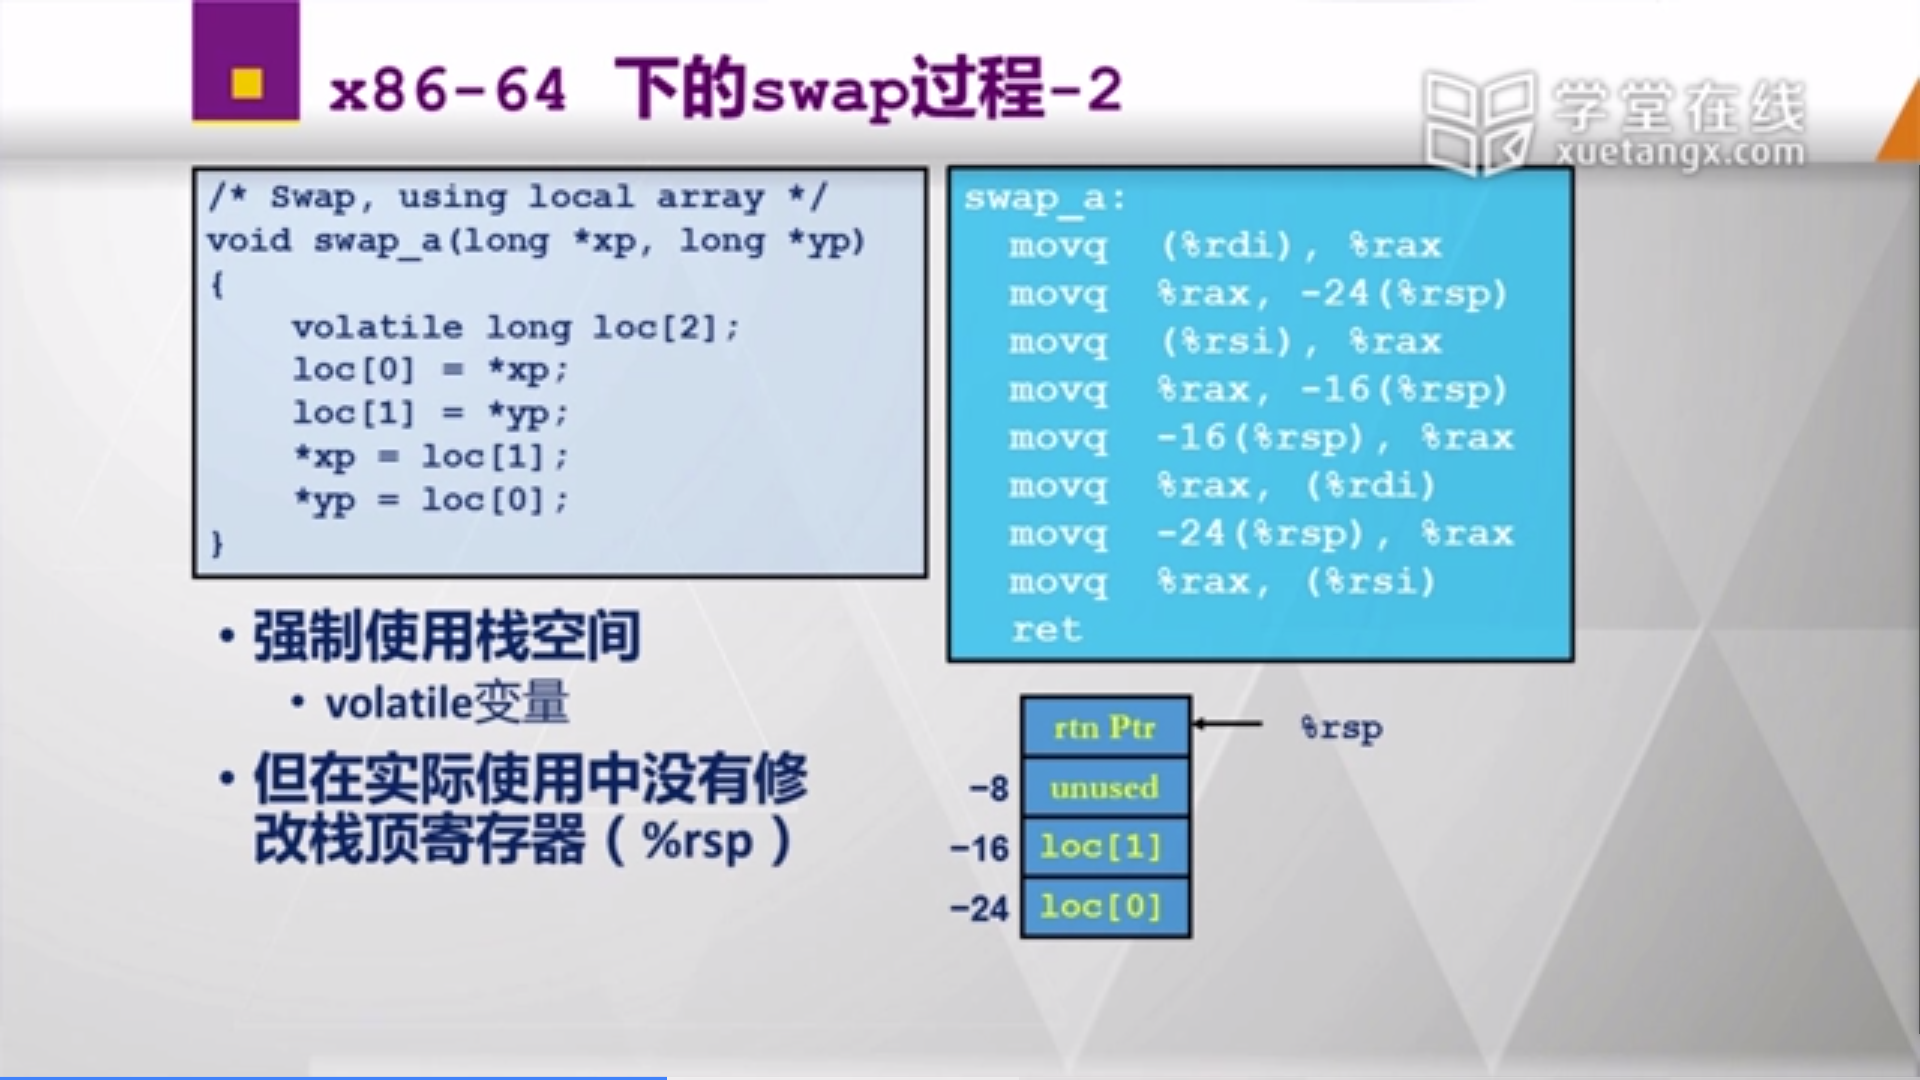 x86-64 下的swap过程-2
学堂在线
xuetangx.com
/* Swap, using local array */
void swap_a(long *xp, long *yp)
{
    volatile long loc[2];
    loc[0] = *xp;
    loc[1] = *yp;
    *xp = loc[1];
    *yp = loc[0];
}
swap_a:
movq (%rdi), %rax
movq %rax, -24(%rsp)
movq (%rsi), %rax
movq %rax, -16(%rsp)
movq -16(%rsp), %rax
movq %rax, (%rdi)
movq -24(%rsp), %rax
movq %rax, (%rsi)
ret
• 强制使用栈空间
• volatile变量
• 但在实际使用中没有修
改栈顶寄存器（%rsp）
rtn Ptr %rsp
−8 unused
−16 loc[1]
−24 loc[0]